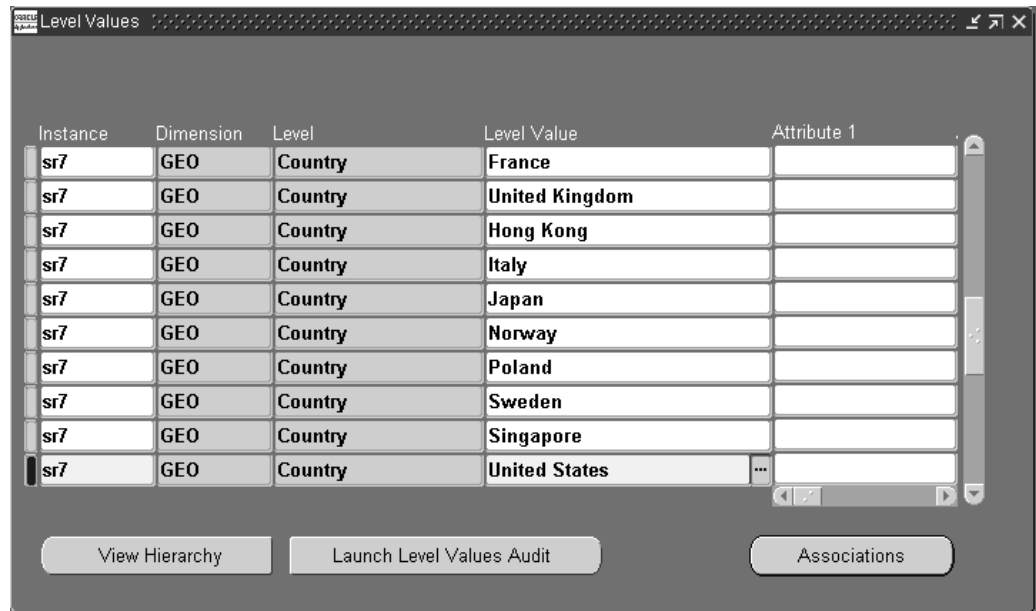 ORACLE Level Values
Instance Dimension Level Level Value Attribute 1
sr7 GEO Country France
sr7 GEO Country United Kingdom
sr7 GEO Country Hong Kong
sr7 GEO Country Italy
sr7 GEO Country Japan
sr7 GEO Country Norway
sr7 GEO Country Poland
sr7 GEO Country Sweden
sr7 GEO Country Singapore
sr7 GEO Country United States ...
View Hierarchy Launch Level Values Audit Associations